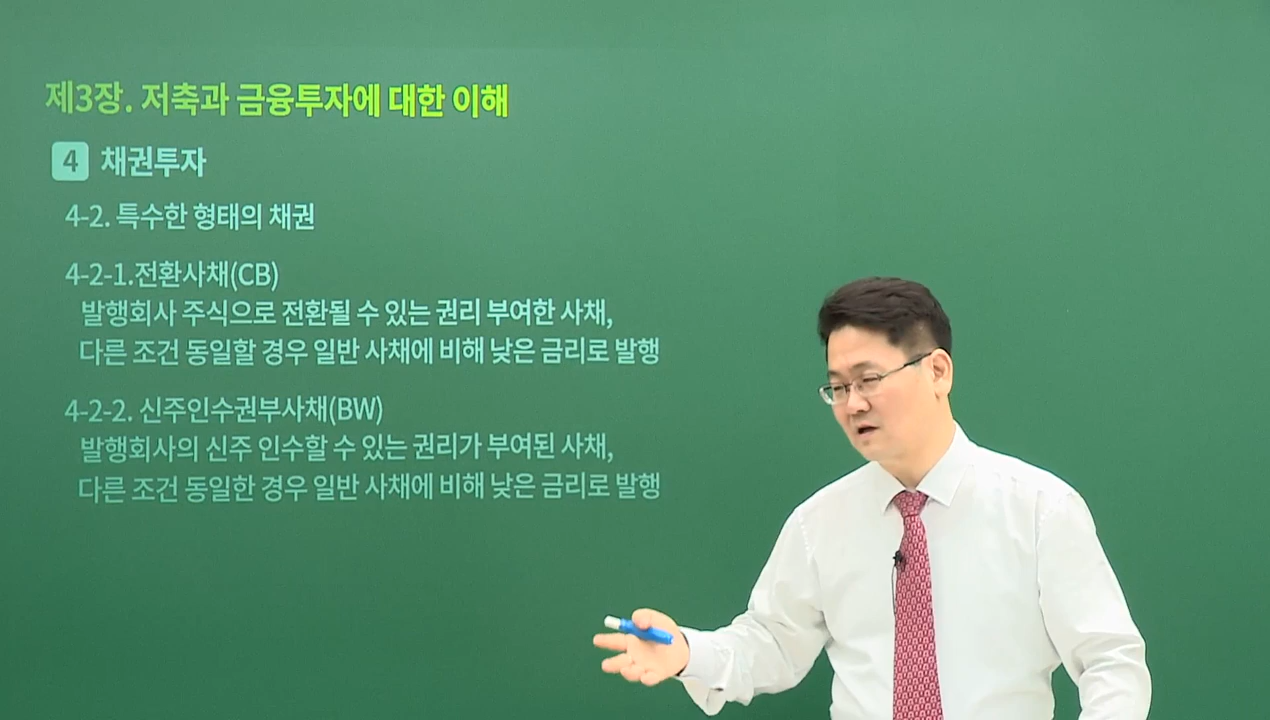 제3장. 저축과 금융투자에 대한 이해
4 채권투자
4-2. 특수한 형태의 채권
4-2-1.전환사채(CB)
발행회사 주식으로 전환될 수 있는 권리 부여한 사채,
다른 조건 동일할 경우 일반 사채에 비해 낮은 금리로 발행
4-2-2. 신주인수권부사채(BW)
발행회사의 신주 인수할 수 있는 권리가 부여된 사채,
다른 조건 동일한 경우 일반 사채에 비해 낮은 금리로 발행